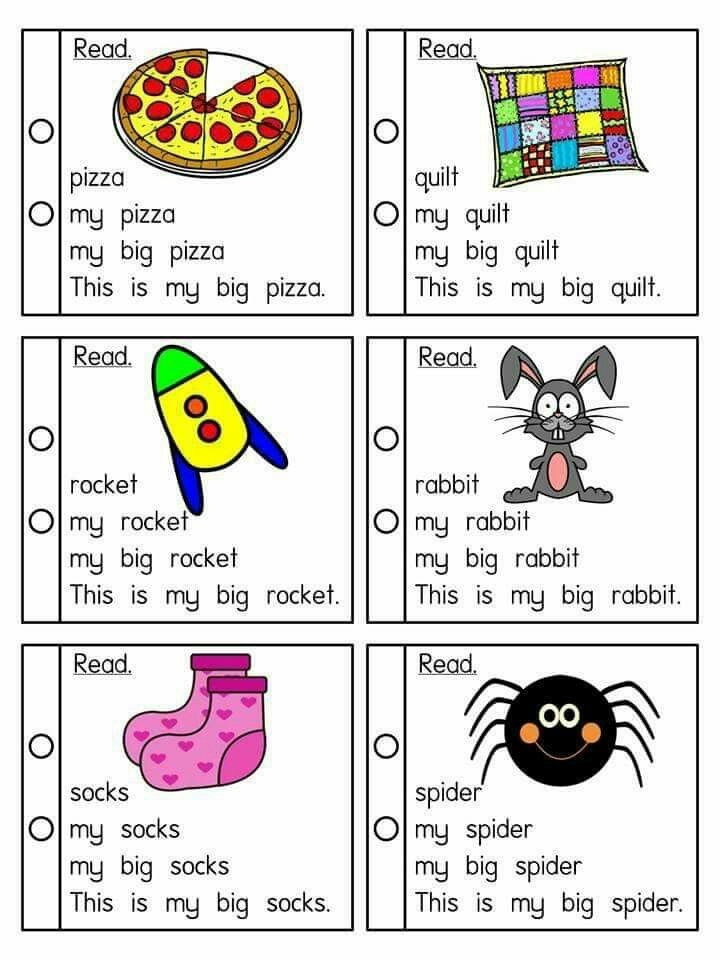 Read.
pizza
my pizza
my big pizza
This is my big pizza.
Read.
quilt
my quilt
my big quilt
This is my big quilt.
Read.
rocket
my rocket
my big rocket
This is my big rocket.
Read.
rabbit
my rabbit
my big rabbit
This is my big rabbit.
Read.
socks
my socks
my big socks
This is my big socks.
Read.
spider
my spider
my big spider
This is my big spider.